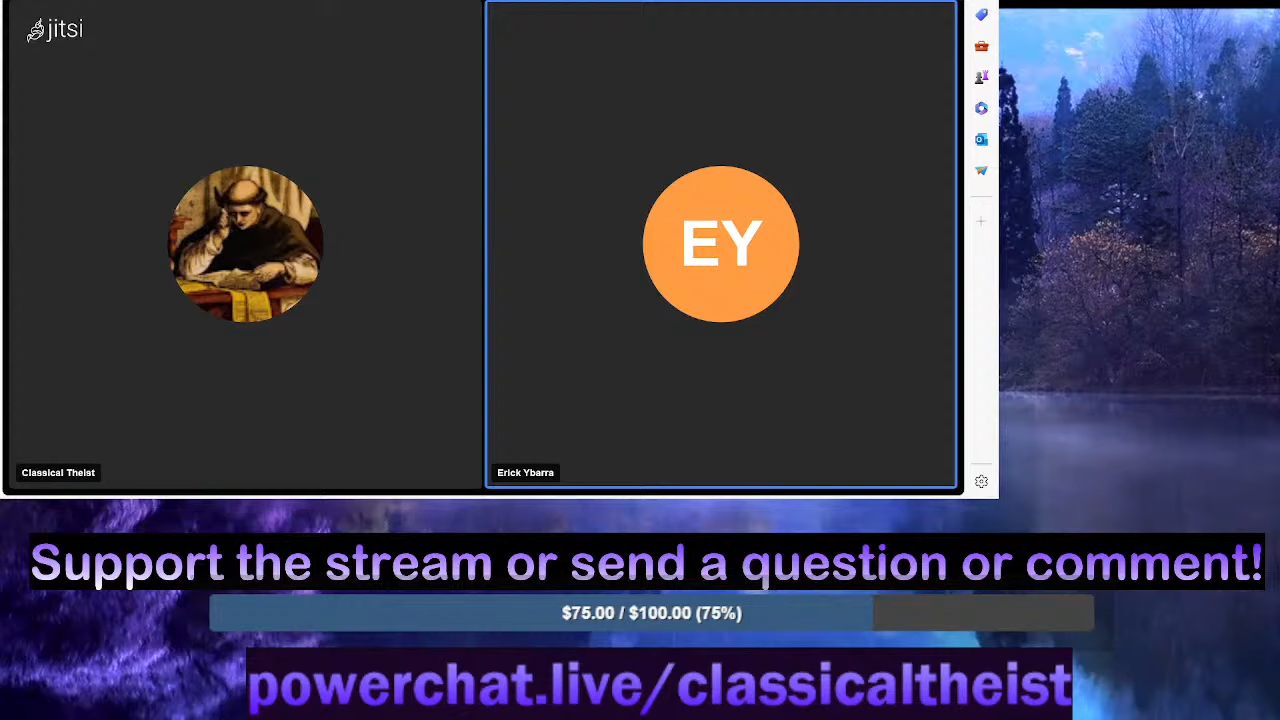 jitsi
EY
Classical Theist
Erick Ybarra
Support the stream or send a question or comment!
$75.00 / $100.00 (75%)
powerchat.live/classicaltheist